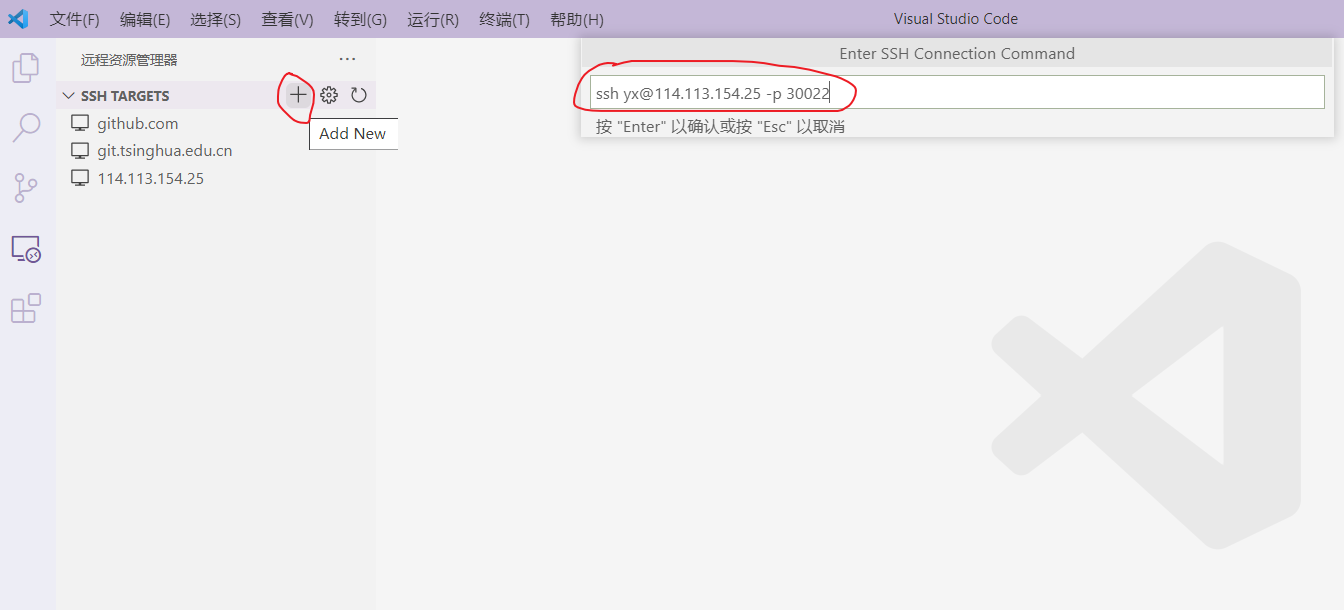 文件(F) 编辑(E) 选择(S) 查看(V) 转到(G) 运行(R) 终端(T) 帮助(H) Visual Studio Code
远程资源管理器 ···
Enter SSH Connection Command
SSH TARGETS
ssh yx@114.113.154.25 -p 30022
按 "Enter" 以确认或按 "Esc" 以取消
github.com
Add New
git.tsinghua.edu.cn
114.113.154.25